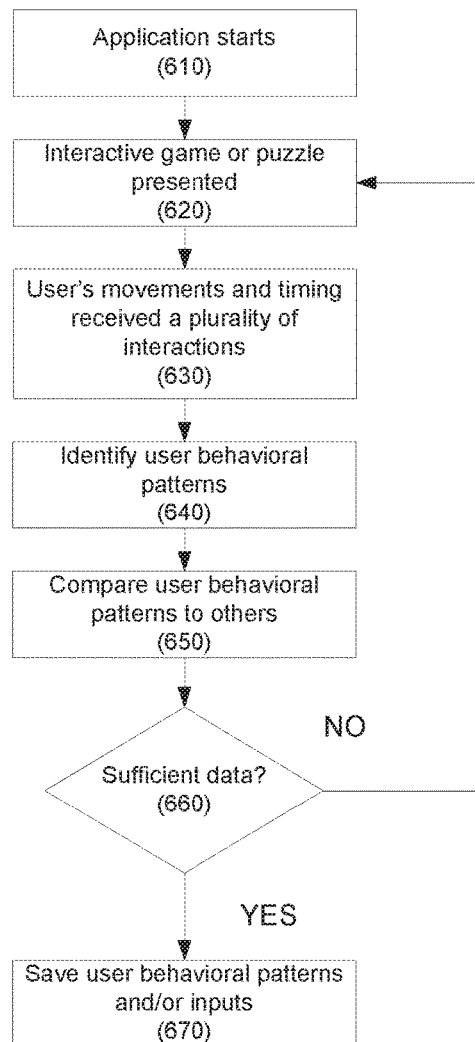 Application starts
(610)
Interactive game or puzzle
presented
(620)
User's movements and timing
received a plurality of
interactions
(630)
Identify user behavioral
patterns
(640)
Compare user behavioral
patterns to others
(650)
Sufficient data?
(660)
NO
YES
Save user behavioral patterns
and/or inputs
(670)